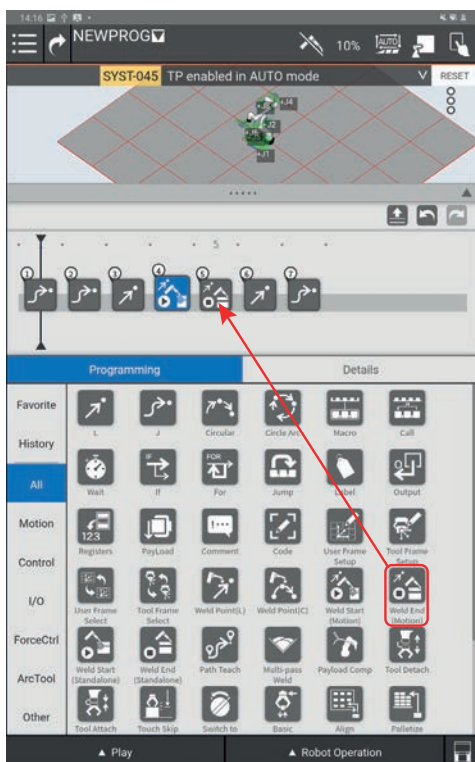 14:16
NEWPROG
10%
AUTO
SYST-045 TP enabled in AUTO mode
RESET
J4
J2
J1
5
1 2 3 4 5 6 7
Programming Details
Favorite
History
All
Motion
Control
I/O
ForceCtrl
ArcTool
Other
L J Circular Circle Arc Macro Call
IF FOR
Wait If For Jump Label Output
123
Registers PayLoad Comment Code User Frame Setup Tool Frame Setup
User Frame Select Tool Frame Select Weld Point(L) Weld Point(C) Weld Start (Motion) Weld End (Motion)
Weld Start (Standalone) Weld End (Standalone) Path Teach Multi-pass Weld Payload Comp Tool Detach
Tool Attach Touch Skip Switch to Basic Align Palletize
Play Robot Operation